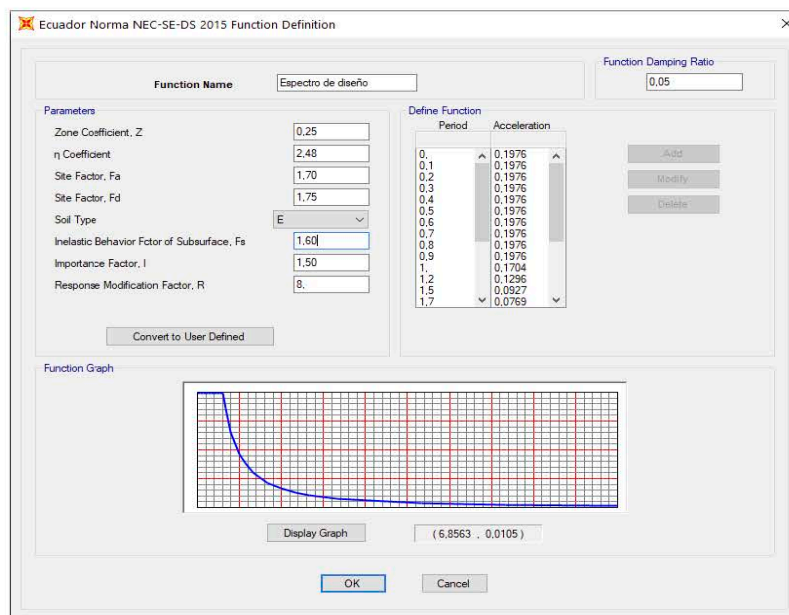 Ecuador Norma NEC-SE-DS 2015 Function Definition
Function Damping Ratio
Function Name
Espectro de diseño
0,05
Parameters
Zone Coefficient, Z
0,25
η Coefficient
2,48
Site Factor, Fa
1,70
Site Factor, Fd
1,75
Soil Type
E
Inelastic Behavior Fctor of Subsurface, Fs
1,60
Importance Factor, I
1,50
Response Modification Factor, R
8,
Convert to User Defined
Define Function
Period Acceleration
0, 0,1976
0,1 0,1976
0,2 0,1976
0,3 0,1976
0,4 0,1976
0,5 0,1976
0,6 0,1976
0,7 0,1976
0,8 0,1976
0,9 0,1976
1, 0,1704
1,2 0,1296
1,5 0,0927
1,7 0,0769
Add
Modify
Delete
Function Graph
Display Graph
( 6,8563 , 0,0105 )
OK
Cancel